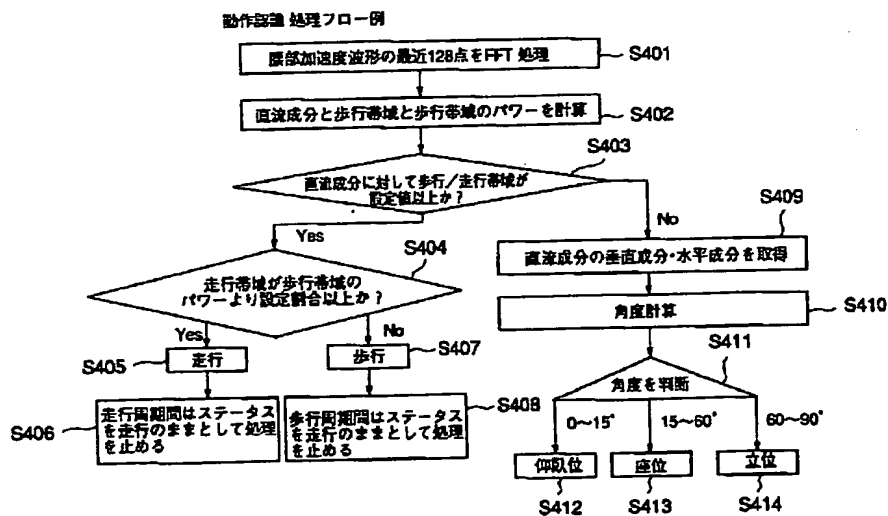 動作認識 処理フロー例
腰部加速度波形の最近128点をFFT 処理
S401
直流成分と歩行帯域と歩行帯域のパワーを計算
S402
S403
直流成分に対して歩行／走行帯域が
設定値以上か？
Yes
No
S404
走行帯域が歩行帯域の
パワーより設定割合以上か？
Yes
No
S405
走行
歩行
S407
S406
走行周期間はステータス
を走行のままとして処理
を止める
歩行周期間はステータス
を走行のままとして処理
を止める
S408
S409
直流成分の垂直成分・水平成分を取得
角度計算
S410
S411
角度を判断
0〜15°
15〜60°
60〜90°
仰臥位
座位
立位
S412
S413
S414